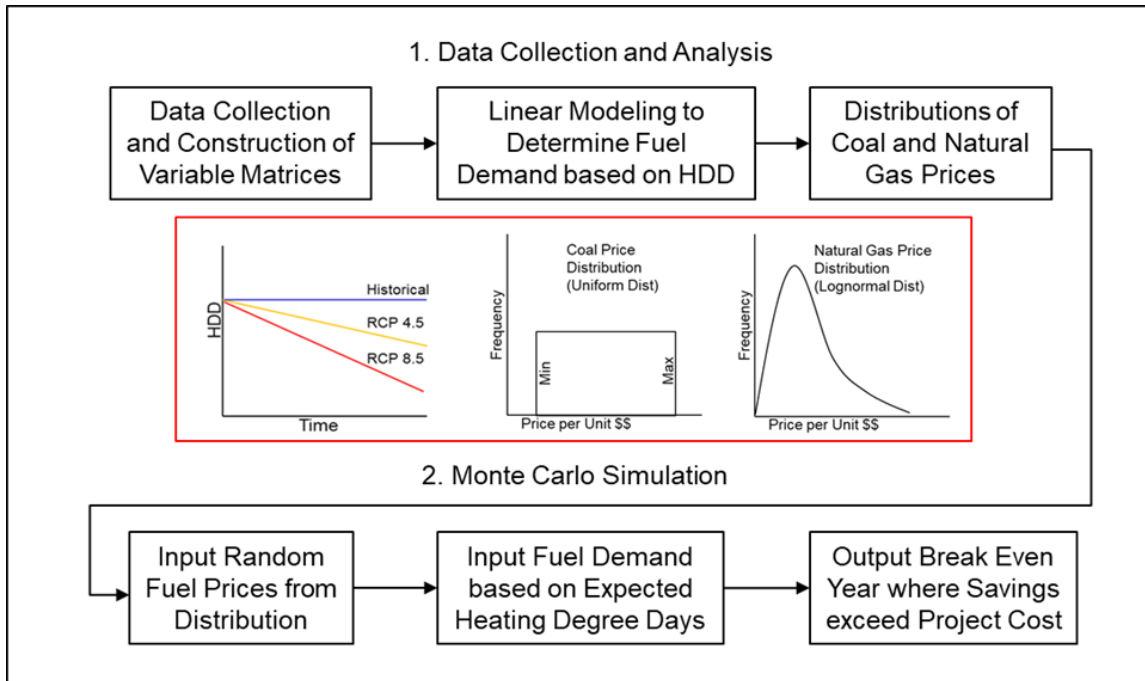 1. Data Collection and Analysis
Data Collection
and Construction of
Variable Matrices
Linear Modeling to
Determine Fuel
Demand based on HDD
Distributions of
Coal and Natural
Gas Prices
HDD
Historical
RCP 4.5
RCP 8.5
Time
Coal Price
Distribution
(Uniform Dist)
Frequency
Min
Max
Price per Unit $$
Natural Gas Price
Distribution
(Lognormal Dist)
Frequency
Price per Unit $$
2. Monte Carlo Simulation
Input Random
Fuel Prices from
Distribution
Input Fuel Demand
based on Expected
Heating Degree Days
Output Break Even
Year where Savings
exceed Project Cost